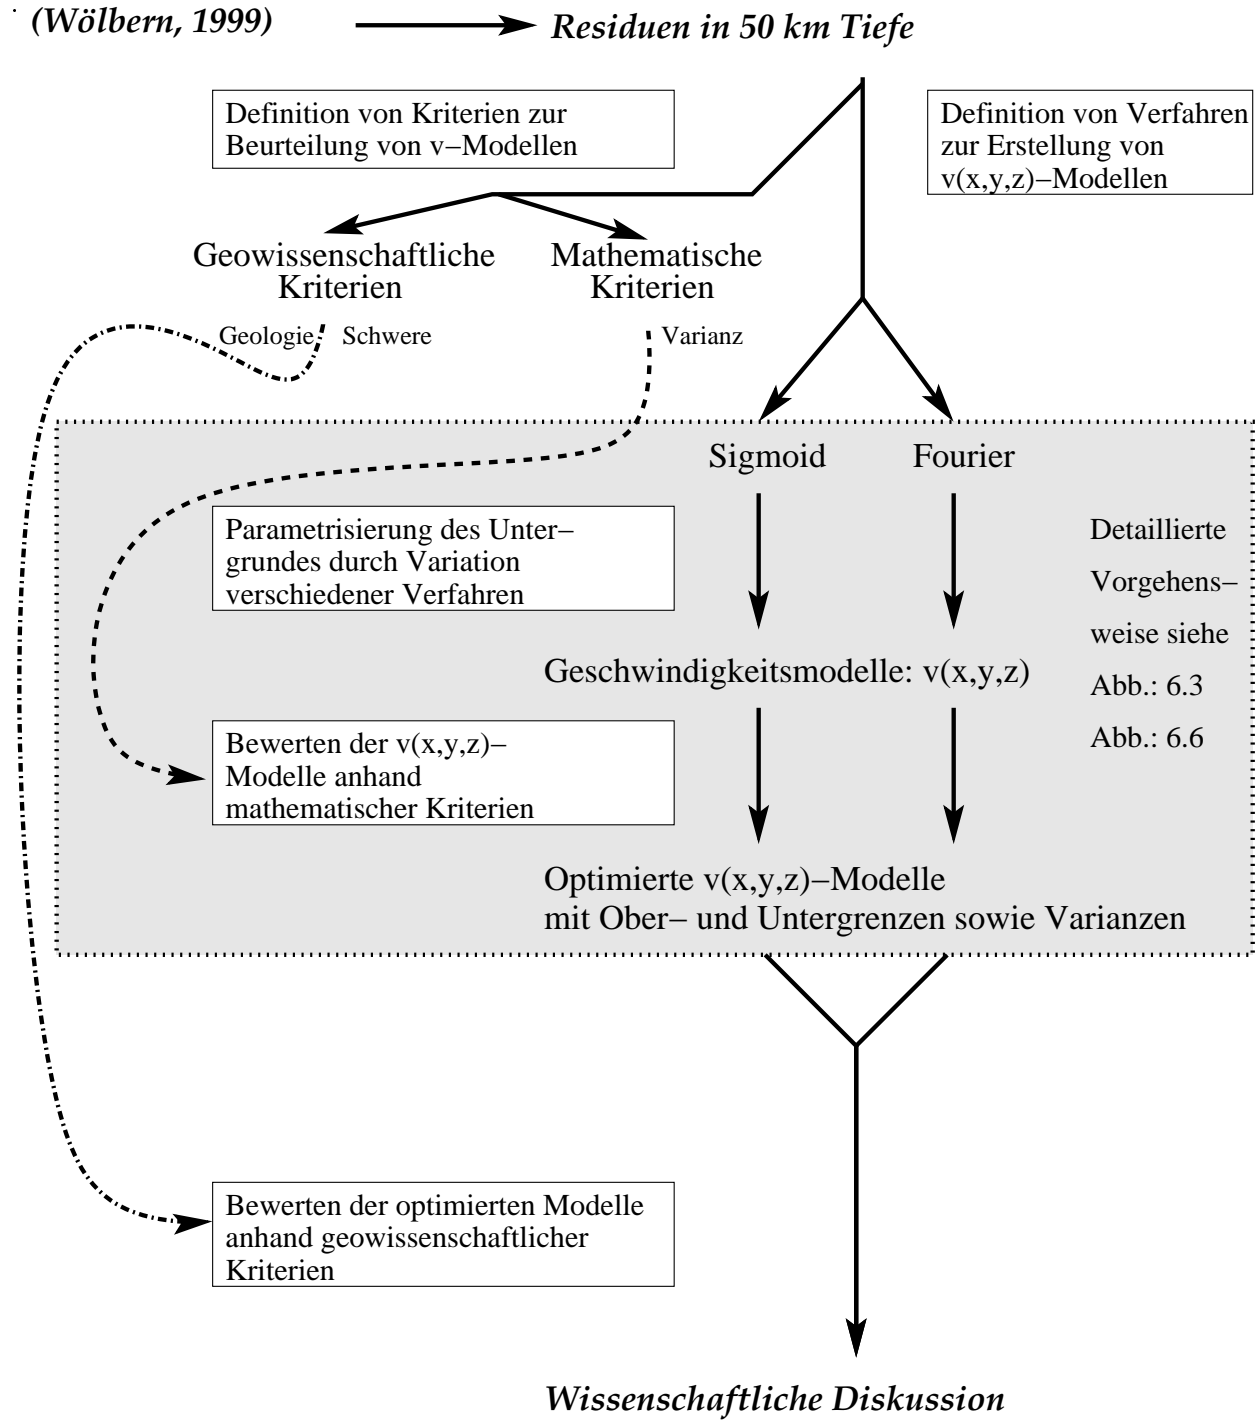 (Wölbern, 1999)
Residuen in 50 km Tiefe
Definition von Kriterien zur
Beurteilung von v−Modellen
Definition von Verfahren
zur Erstellung von
v(x,y,z)−Modellen
Geowissenschaftliche
Kriterien
Mathematische
Kriterien
Geologie
Schwere
Varianz
Sigmoid
Fourier
Parametrisierung des Unter−
grundes durch Variation
verschiedener Verfahren
Detaillierte
Vorgehens−
weise siehe
Abb.: 6.3
Abb.: 6.6
Geschwindigkeitsmodelle: v(x,y,z)
Bewerten der v(x,y,z)−
Modelle anhand
mathematischer Kriterien
Optimierte v(x,y,z)−Modelle
mit Ober− und Untergrenzen sowie Varianzen
Bewerten der optimierten Modelle
anhand geowissenschaftlicher
Kriterien
Wissenschaftliche Diskussion